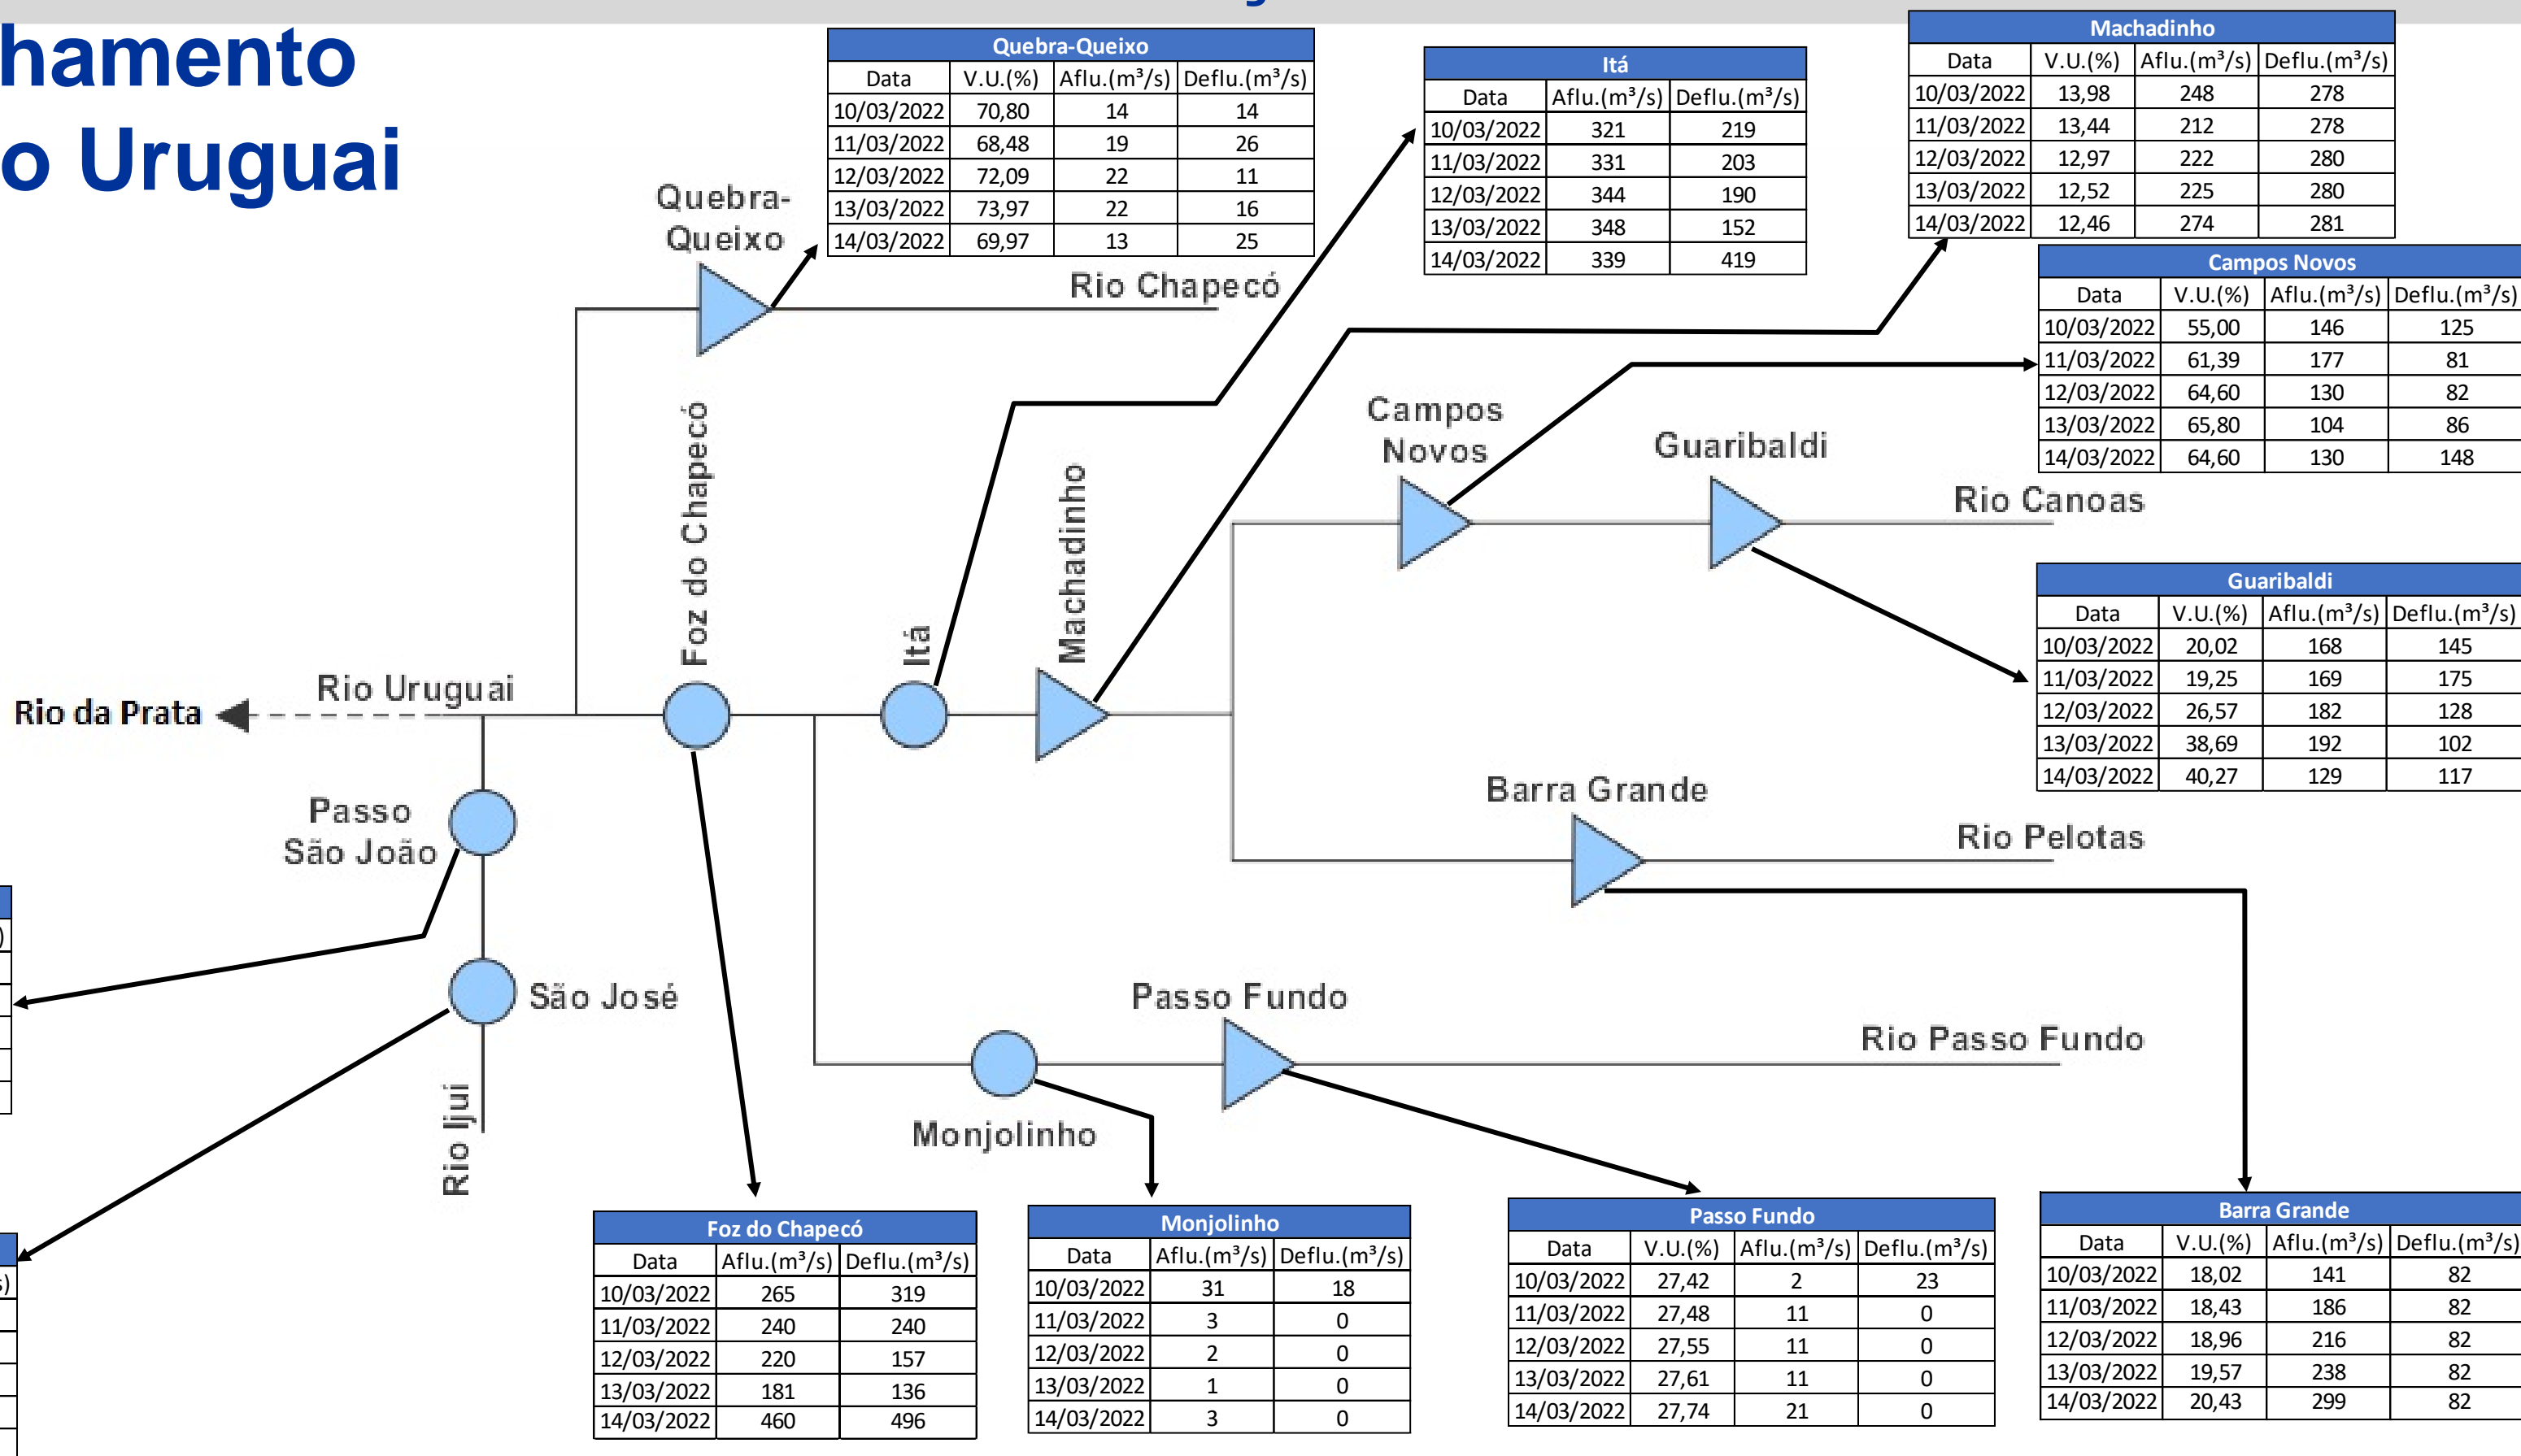 hamento
o Uruguai
Quebra-Queixo
Data V.U.(%) Aflu.(m³/s) Deflu.(m³/s)
10/03/2022 70,80 14 14
11/03/2022 68,48 19 26
12/03/2022 72,09 22 11
13/03/2022 73,97 22 16
14/03/2022 69,97 13 25
Itá
Data Aflu.(m³/s) Deflu.(m³/s)
10/03/2022 321 219
11/03/2022 331 203
12/03/2022 344 190
13/03/2022 348 152
14/03/2022 339 419
Machadinho
Data V.U.(%) Aflu.(m³/s) Deflu.(m³/s)
10/03/2022 13,98 248 278
11/03/2022 13,44 212 278
12/03/2022 12,97 222 280
13/03/2022 12,52 225 280
14/03/2022 12,46 274 281
Campos Novos
Data V.U.(%) Aflu.(m³/s) Deflu.(m³/s)
10/03/2022 55,00 146 125
11/03/2022 61,39 177 81
12/03/2022 64,60 130 82
13/03/2022 65,80 104 86
14/03/2022 64,60 130 148
Quebra-
Queixo
Rio Chapecó
Foz do Chapecó
Itá
Machadinho
Campos
Novos
Guaribaldi
Rio Canoas
Guaribaldi
Data V.U.(%) Aflu.(m³/s) Deflu.(m³/s)
10/03/2022 20,02 168 145
11/03/2022 19,25 169 175
12/03/2022 26,57 182 128
13/03/2022 38,69 192 102
14/03/2022 40,27 129 117
Rio Uruguai
Rio da Prata
Passo
São João
Barra Grande
Rio Pelotas
São José
Rio Ijui
Passo Fundo
Rio Passo Fundo
Monjolinho
)
s)
Foz do Chapecó
Data Aflu.(m³/s) Deflu.(m³/s)
10/03/2022 265 319
11/03/2022 240 240
12/03/2022 220 157
13/03/2022 181 136
14/03/2022 460 496
Monjolinho
Data Aflu.(m³/s) Deflu.(m³/s)
10/03/2022 31 18
11/03/2022 3 0
12/03/2022 2 0
13/03/2022 1 0
14/03/2022 3 0
Passo Fundo
Data V.U.(%) Aflu.(m³/s) Deflu.(m³/s)
10/03/2022 27,42 2 23
11/03/2022 27,48 11 0
12/03/2022 27,55 11 0
13/03/2022 27,61 11 0
14/03/2022 27,74 21 0
Barra Grande
Data V.U.(%) Aflu.(m³/s) Deflu.(m³/s)
10/03/2022 18,02 141 82
11/03/2022 18,43 186 82
12/03/2022 18,96 216 82
13/03/2022 19,57 238 82
14/03/2022 20,43 299 82